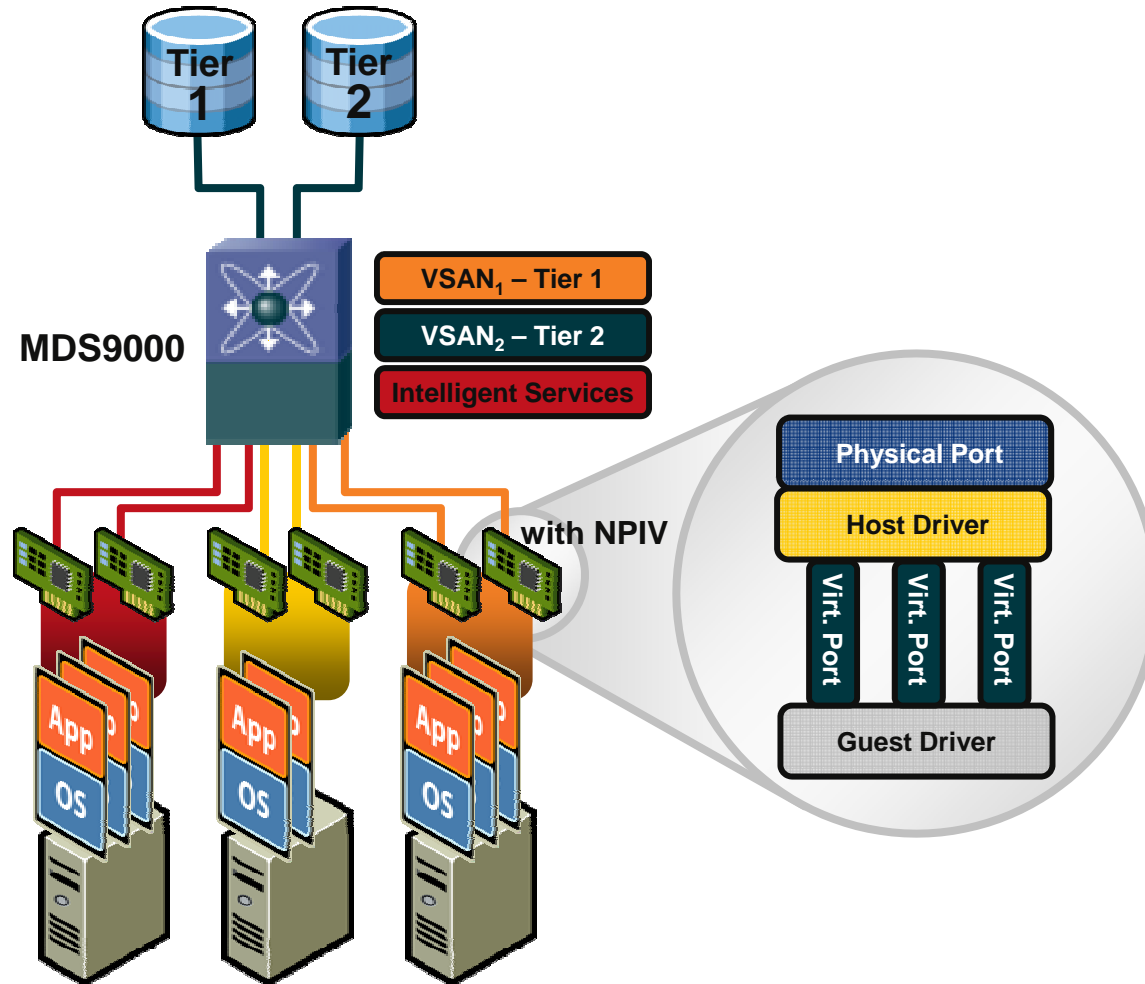 Tier
1
Tier
2
MDS9000
VSAN₁ – Tier 1
VSAN₂ – Tier 2
Intelligent Services
with NPIV
Physical Port
Host Driver
Virt. Port
Virt. Port
Virt. Port
Guest Driver
App
OS
App
OS
App
OS